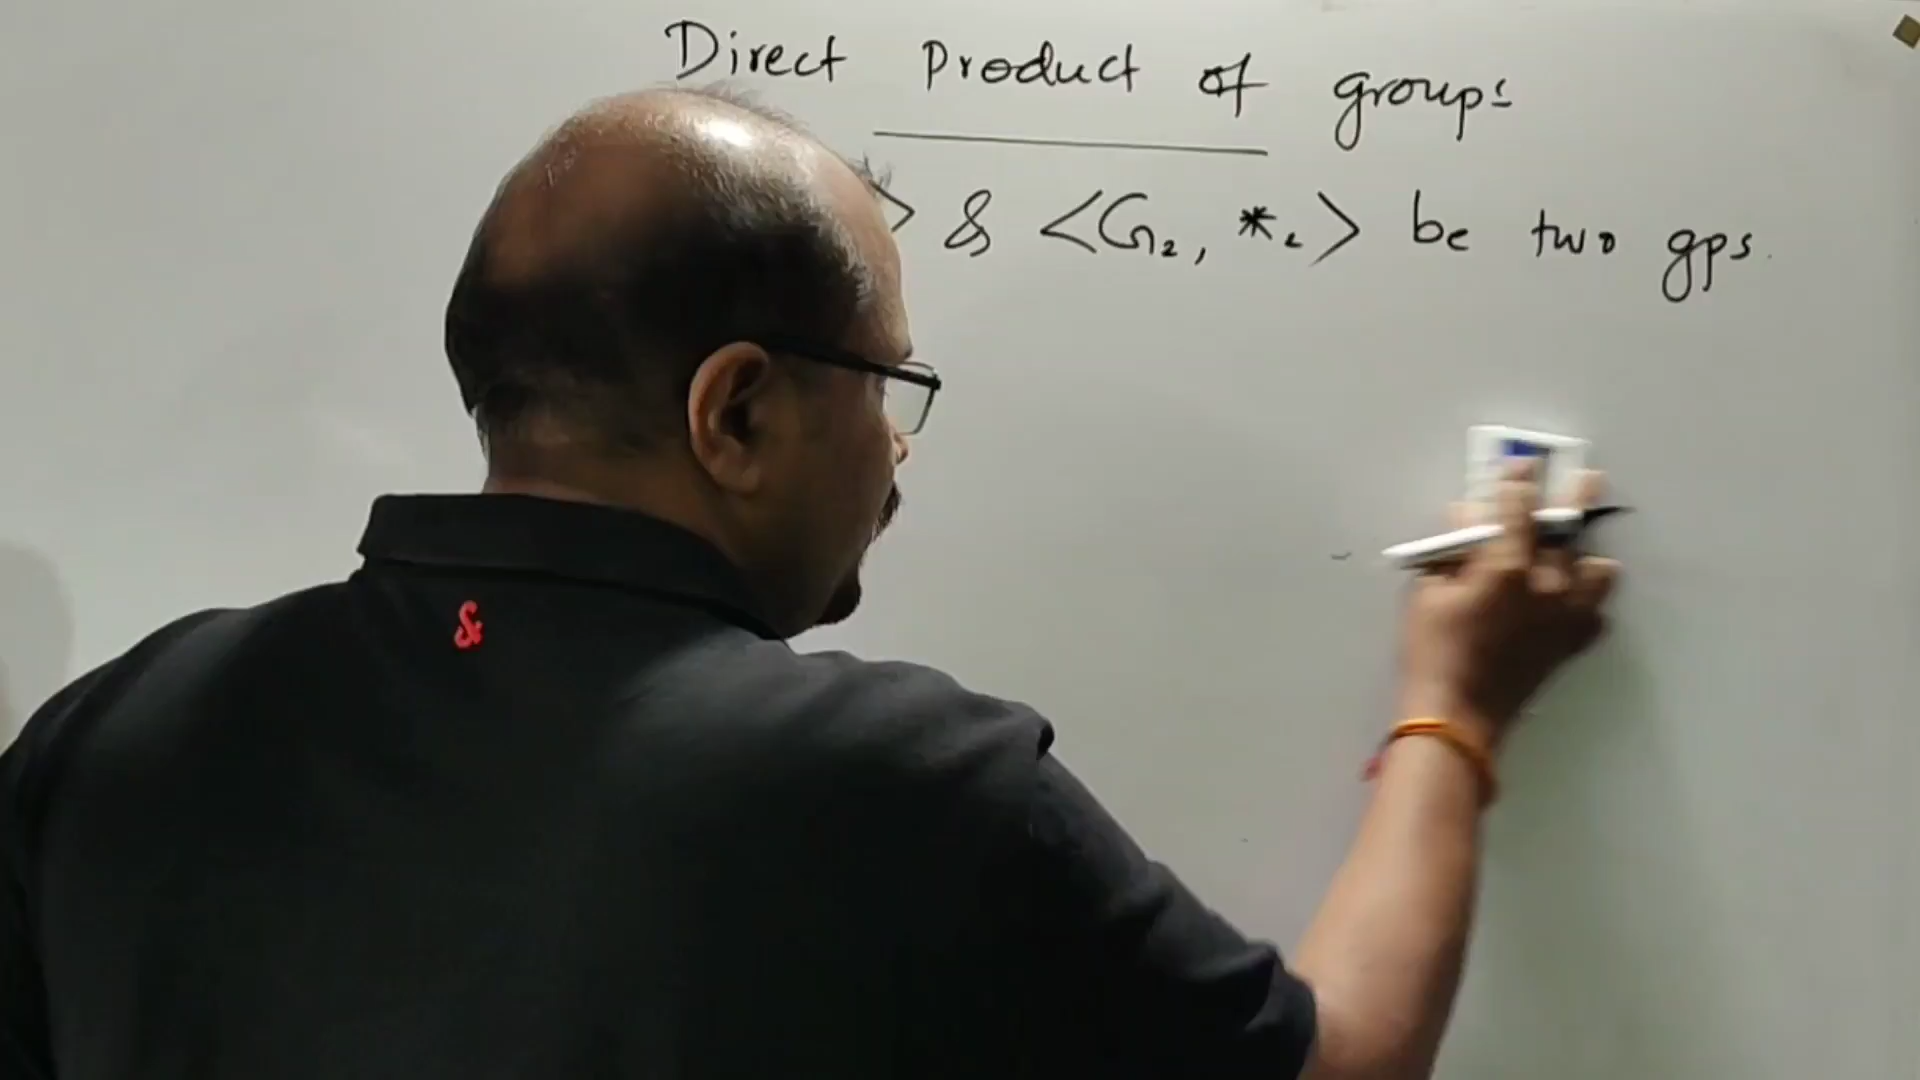 Direct Product of groups
> & <G₂, *₂> be two gps.